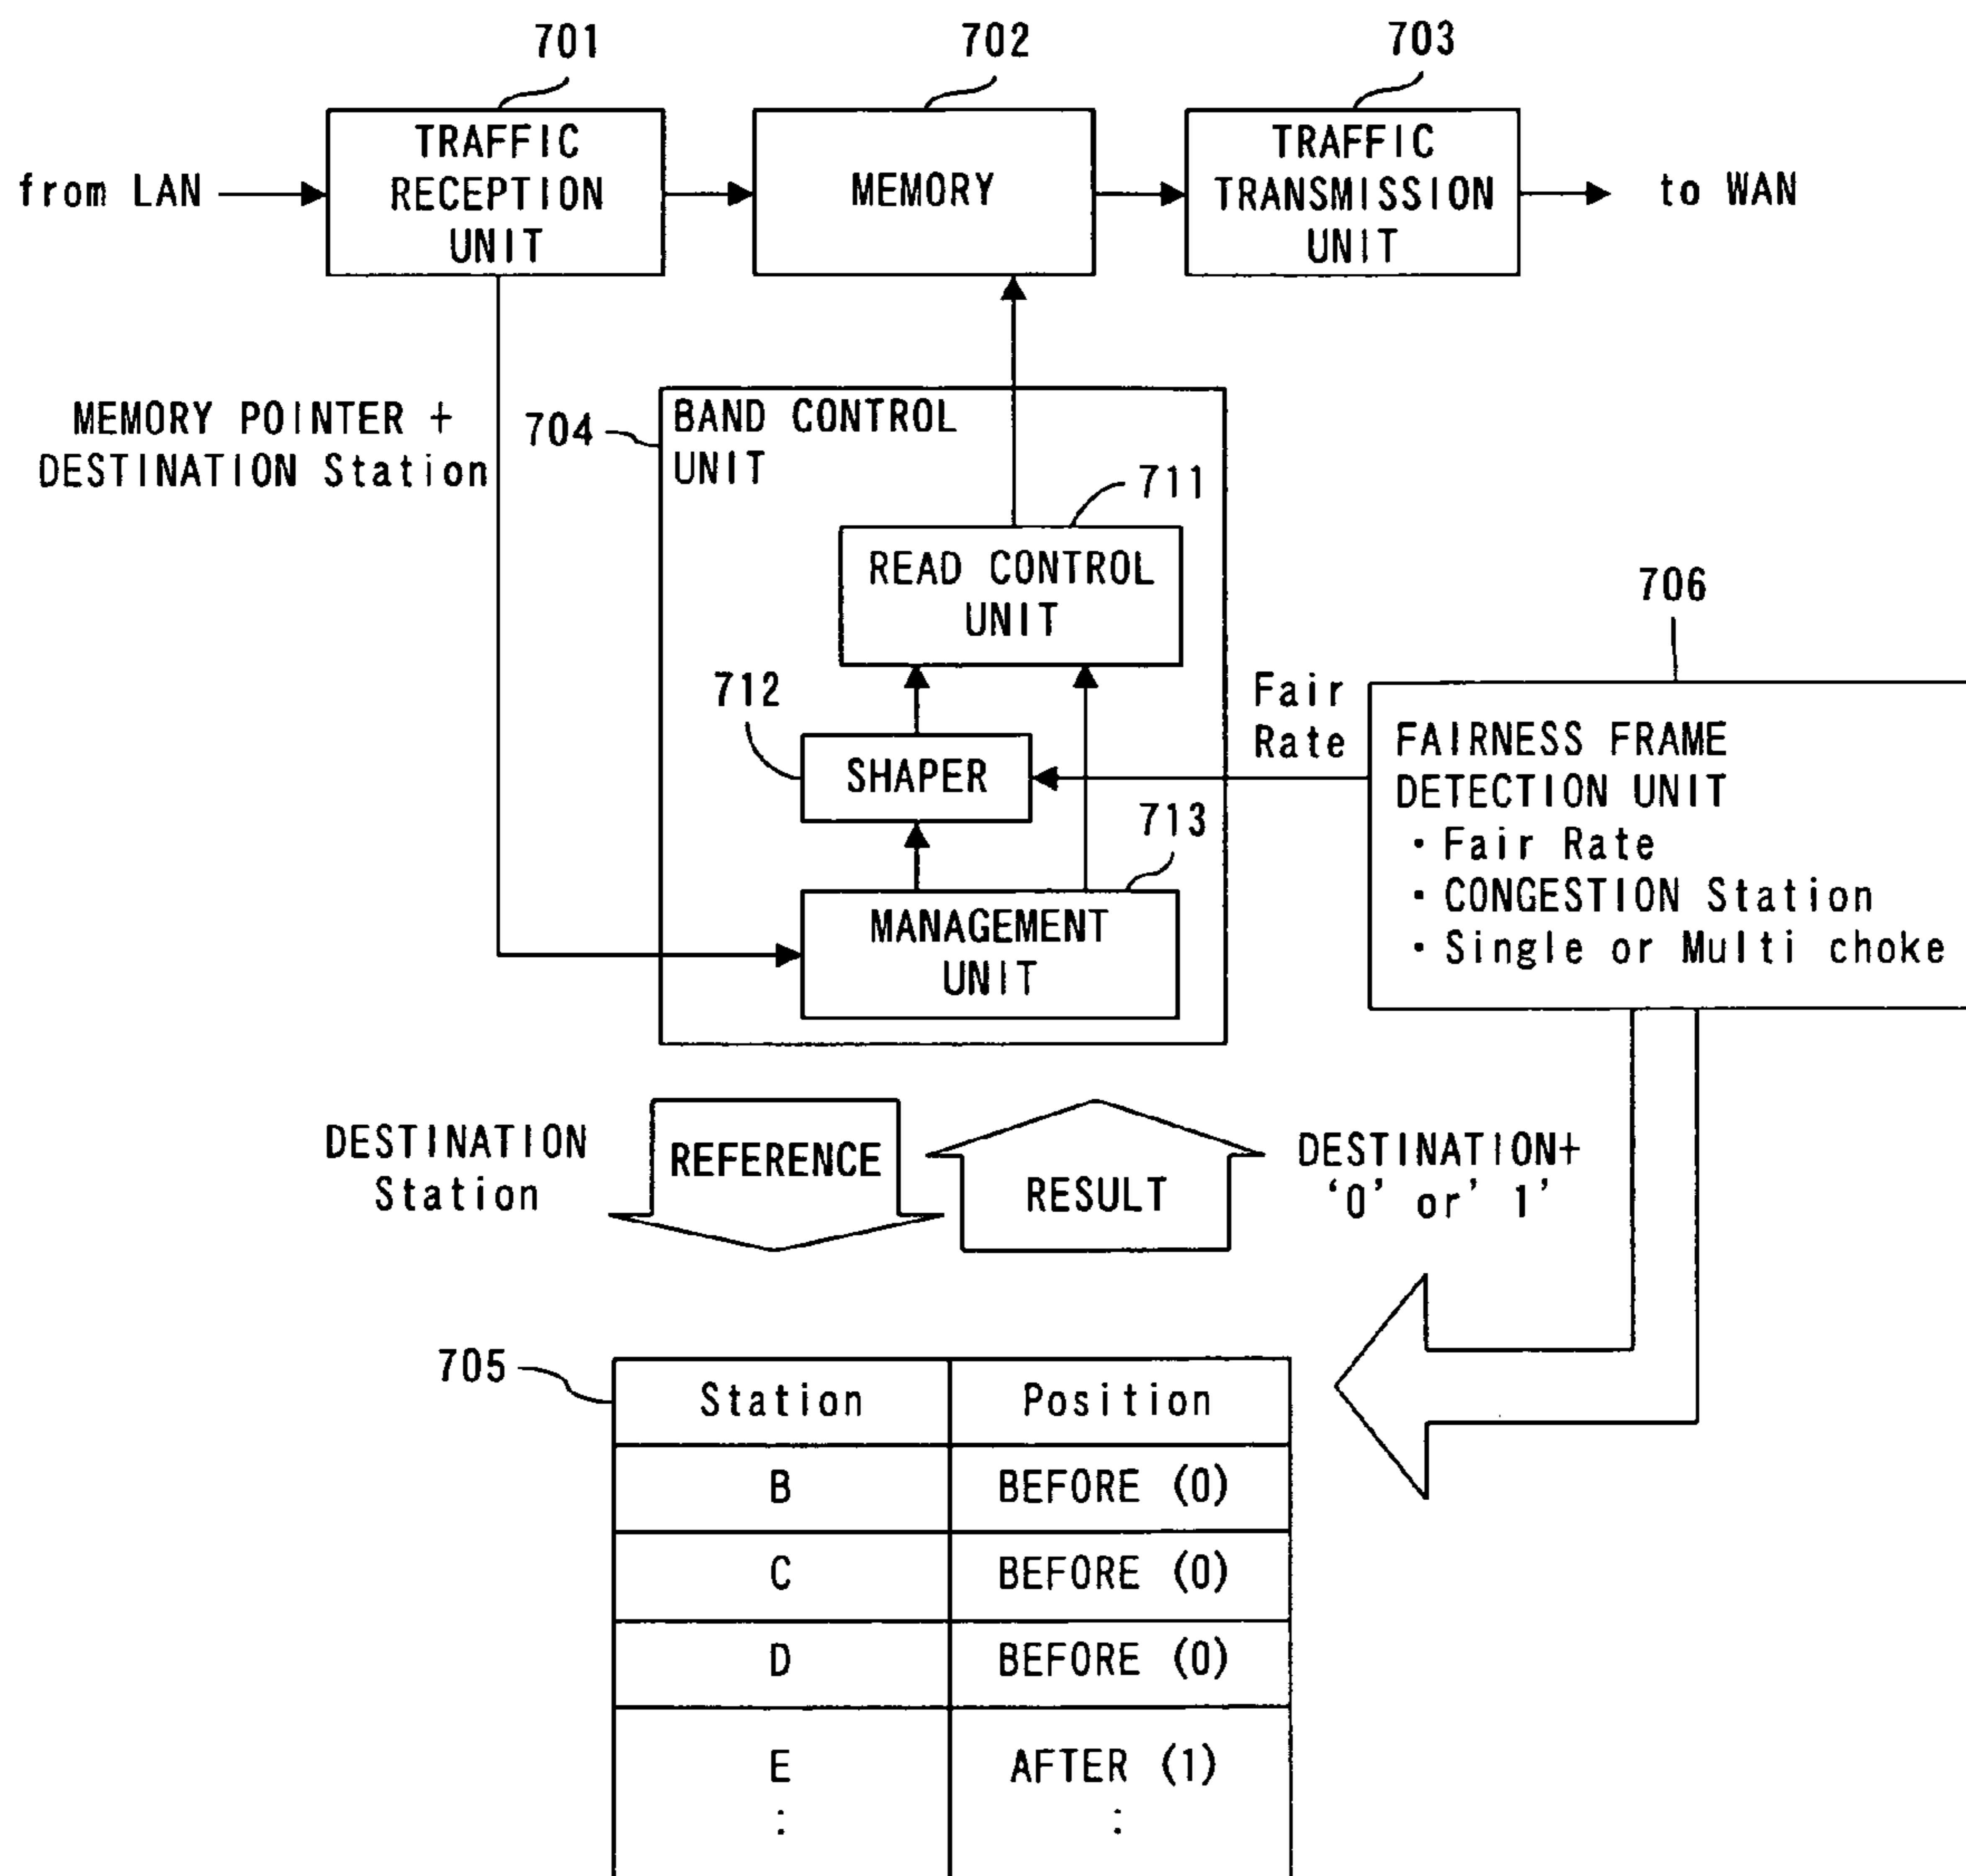 701
702
703
TRAFFIC
RECEPTION
UNIT
MEMORY
TRAFFIC
TRANSMISSION
UNIT
from LAN
to WAN
MEMORY POINTER +
DESTINATION Station
704
BAND CONTROL
UNIT
711
READ CONTROL
UNIT
706
712
SHAPER
Fair
Rate
713
MANAGEMENT
UNIT
FAIRNESS FRAME
DETECTION UNIT
・Fair Rate
・CONGESTION Station
・Single or Multi choke
DESTINATION
Station
REFERENCE
RESULT
DESTINATION+
‘0’ or’ 1’
705
Station Position
B BEFORE (0)
C BEFORE (0)
D BEFORE (0)
E AFTER (1)
: :